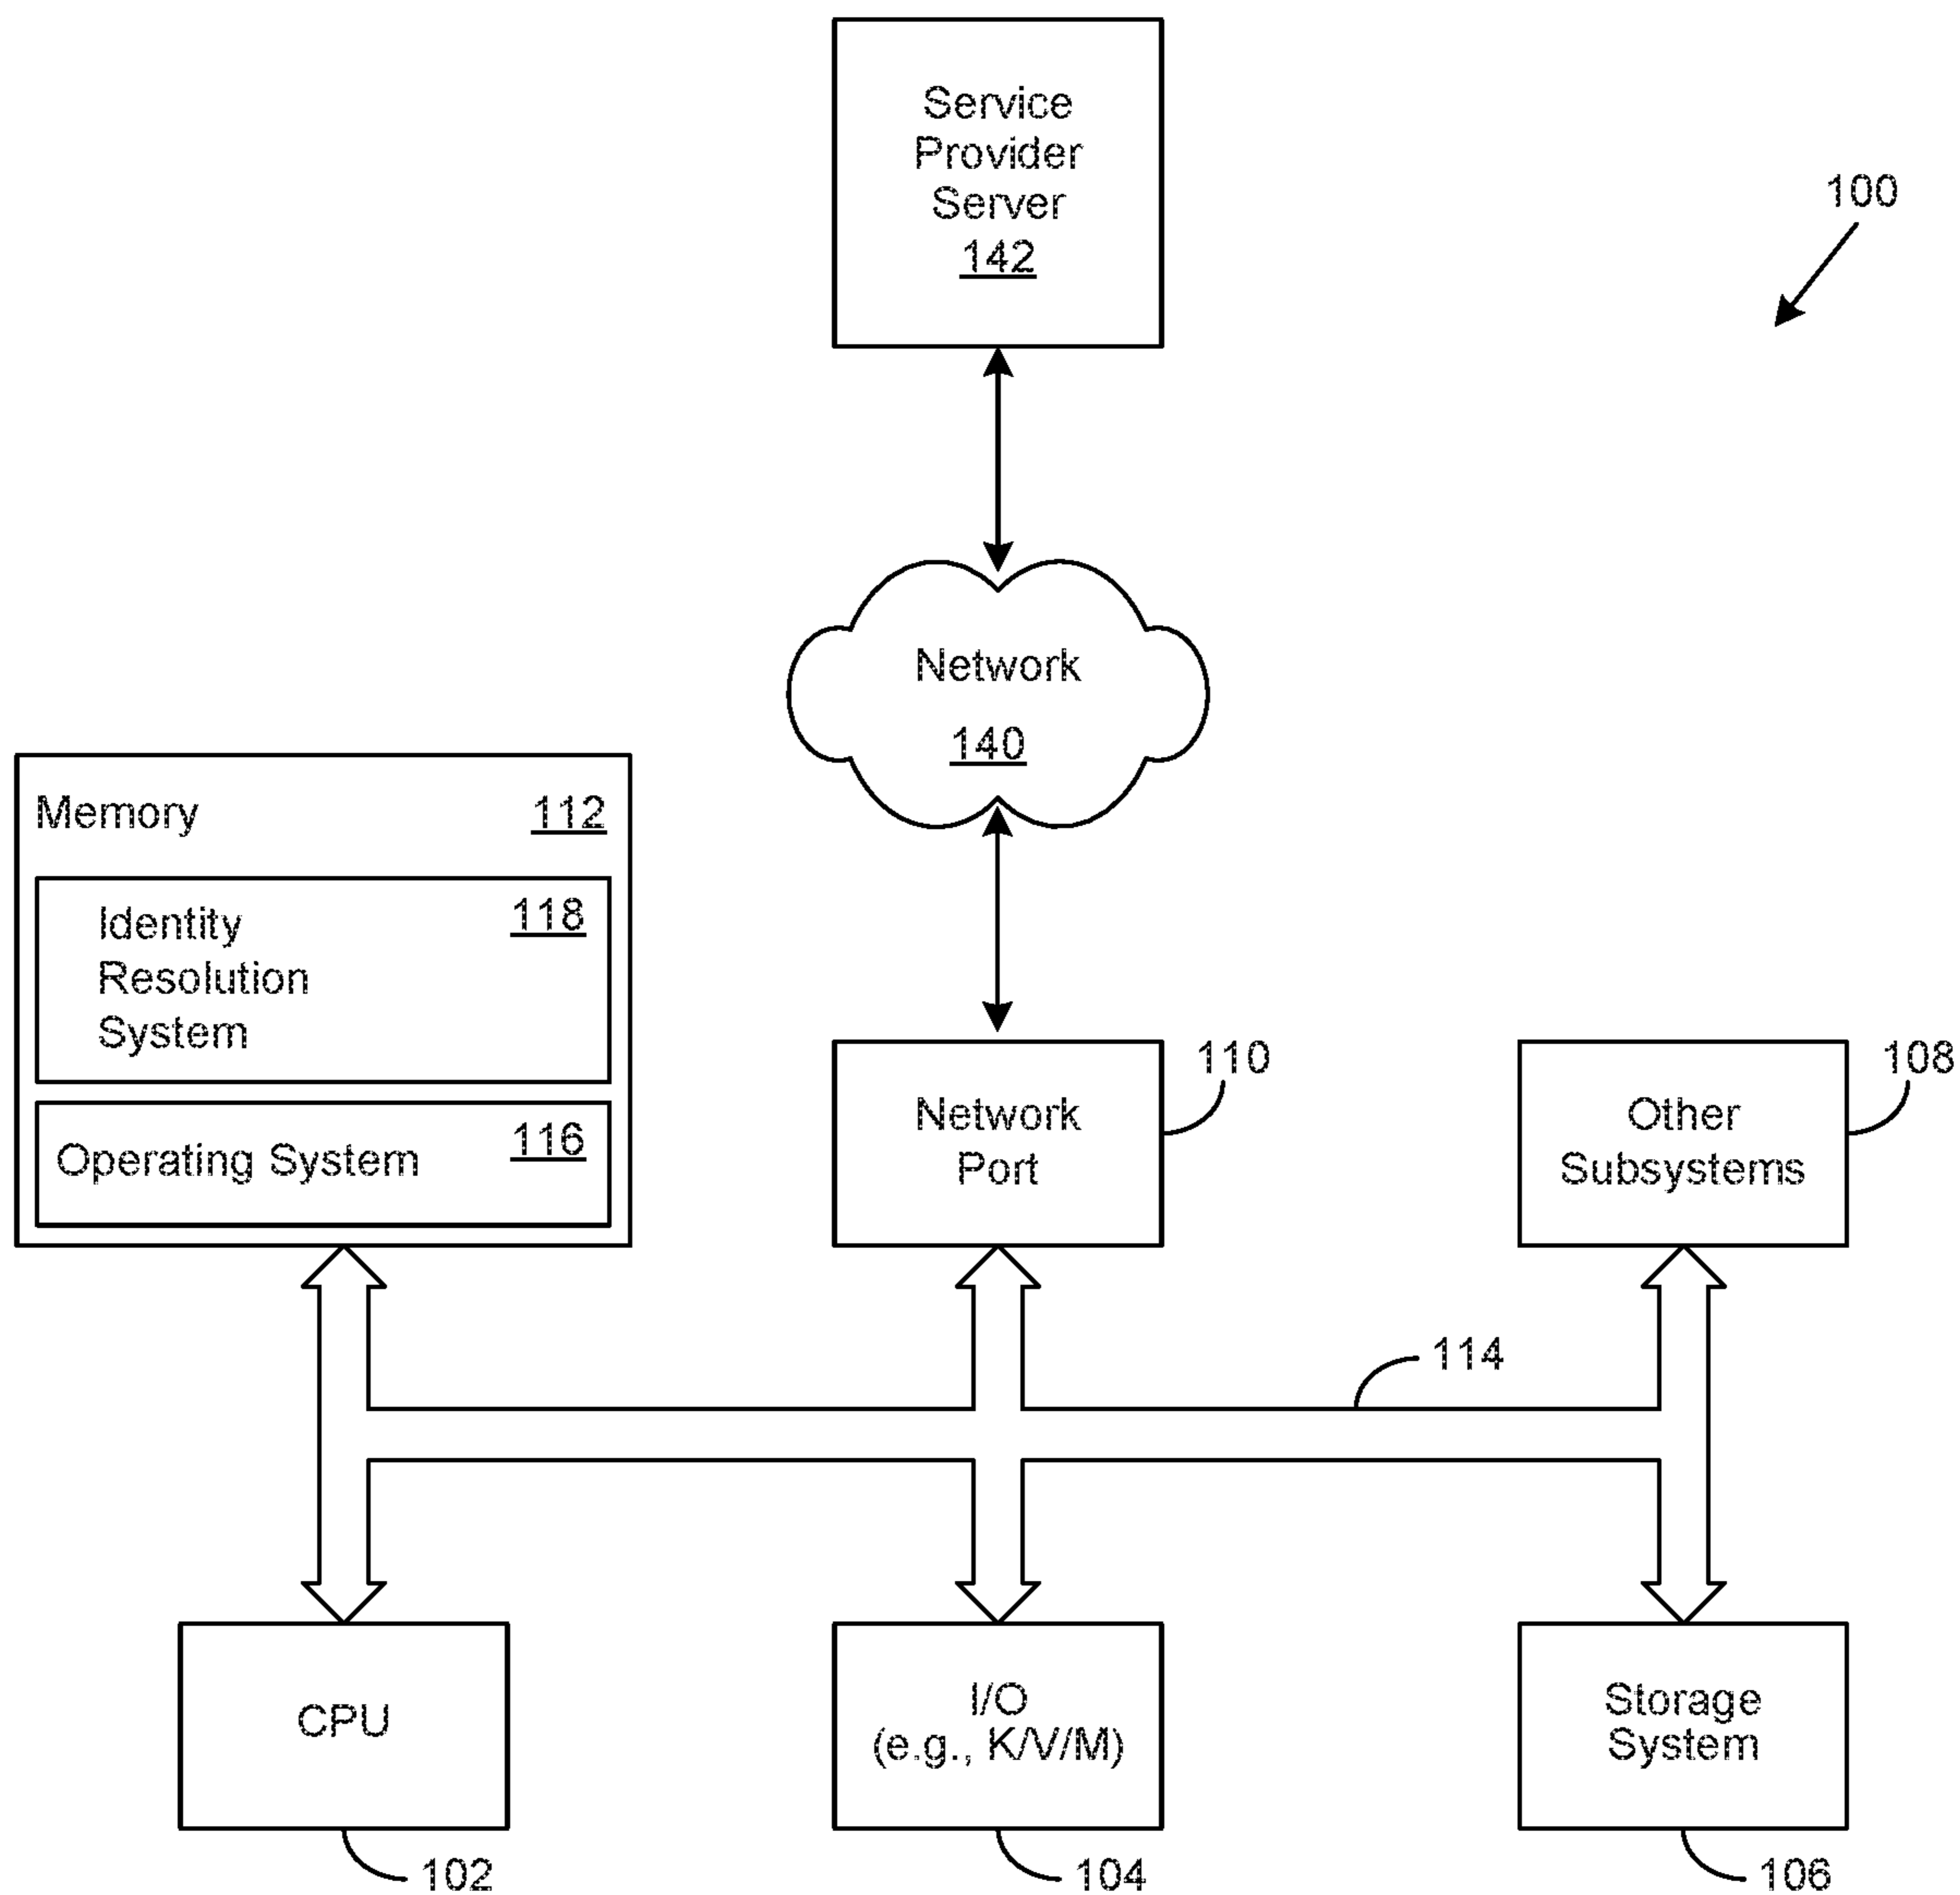 Service
Provider
Server
142
100
Network
140
Memory 112
Identity 118
Resolution
System
Operating System 116
Network
Port
110
Other
Subsystems
108
114
CPU
102
I/O
(e.g., K/V/M)
104
Storage
System
106